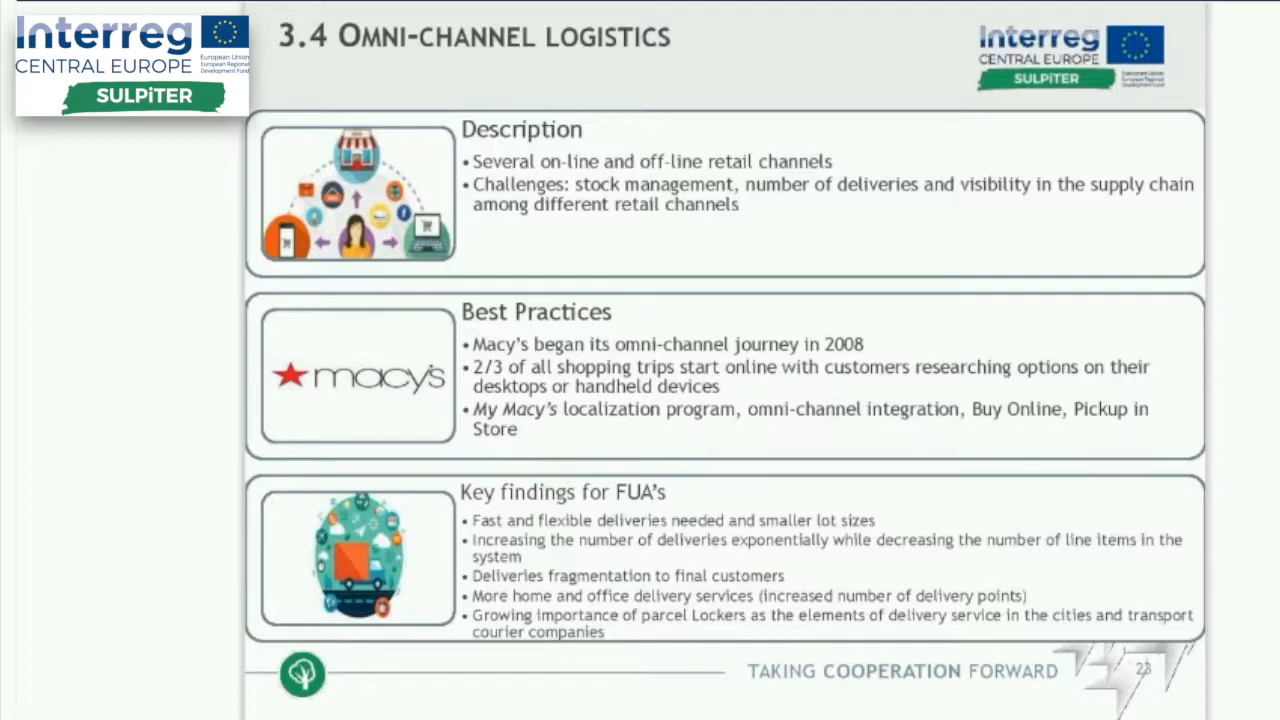 Interreg
CENTRAL EUROPE
European Union
European Regional
Development Fund
SULPiTER
3.4 OMNI-CHANNEL LOGISTICS
Interreg
CENTRAL EUROPE
European Union
European Regional
Development Fund
SULPiTER
Description
• Several on-line and off-line retail channels
• Challenges: stock management, number of deliveries and visibility in the supply chain
among different retail channels
macy's
Best Practices
• Macy's began its omni-channel journey in 2008
• 2/3 of all shopping trips start online with customers researching options on their
desktops or handheld devices
• My Macy's localization program, omni-channel integration, Buy Online, Pickup in
Store
Key findings for FUA's
• Fast and flexible deliveries needed and smaller lot sizes
• Increasing the number of deliveries exponentially while decreasing the number of line items in the
system
• Deliveries fragmentation to final customers
• More home and office delivery services (increased number of delivery points)
• Growing importance of parcel Lockers as the elements of delivery service in the cities and transport
courier companies
TAKING COOPERATION FORWARD
23